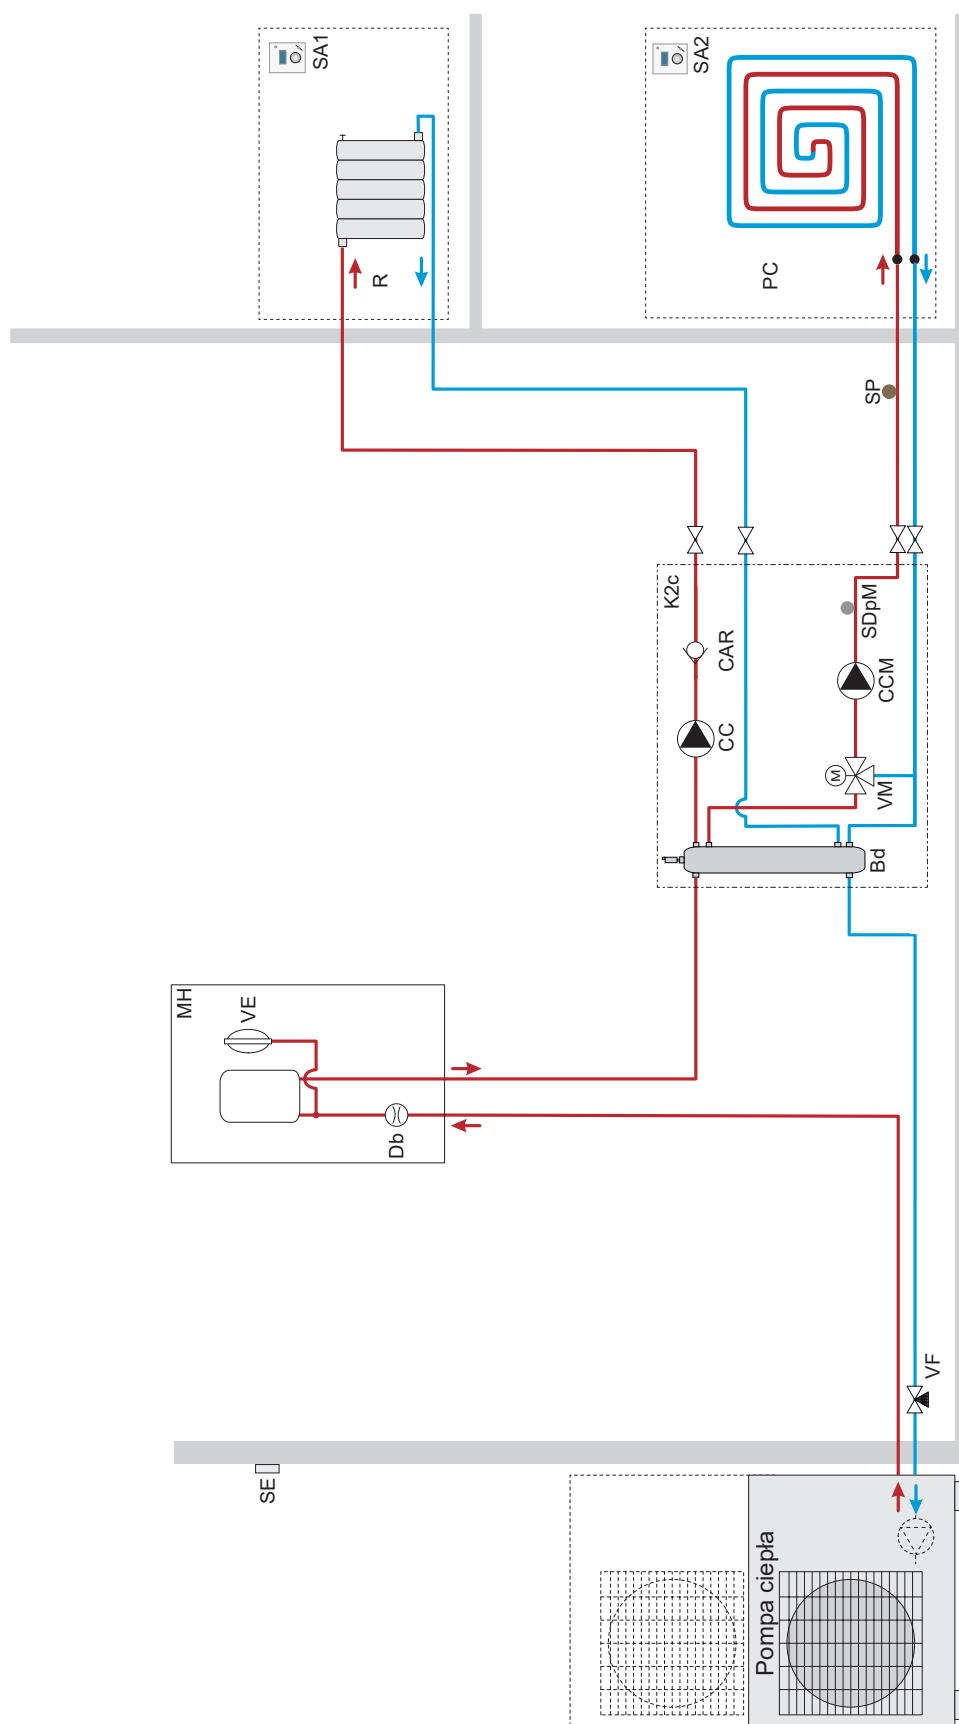 SA1
SA2
R
PC
SP
K2c
CAR
SDpM
CC
CCM
M
VM
Bd
MH
VE
Db
VF
SE
Pompa ciepła